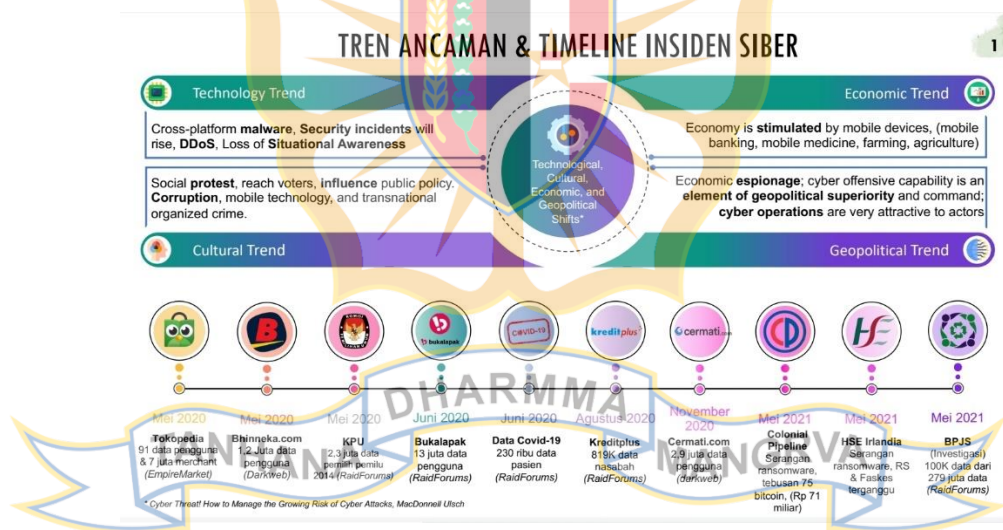 TREN ANCAMAN & TIMELINE INSIDEN SIBER
1
Technology Trend
Cross-platform malware, Security incidents will
rise, DDoS, Loss of Situational Awareness
Social protest, reach voters, influence public policy.
Corruption, mobile technology, and transnational
organized crime.
Cultural Trend
Technological,
Cultural,
Economic, and
Geopolitical
Shifts*
Economic Trend
Economy is stimulated by mobile devices, (mobile
banking, mobile medicine, farming, agriculture)
Economic espionage; cyber offensive capability is an
element of geopolitical superiority and command;
cyber operations are very attractive to actors
Geopolitical Trend
B
KOMISI
b bukalapak
COVID-19
kreditplus
cermati.com
Mei 2020
Tokopedia
91 data pengguna
& 7 juta merchant
(EmpireMarket)
Mei 2020
Bhinneka.com
1,2 Juta data
pengguna
(Darkweb)
Mei 2020
KPU
2,3 juta data
pemilih pemilu
2014 (RaidForums)
Juni 2020
Bukalapak
13 juta data
pengguna
(RaidForums)
Juni 2020
Data Covid-19
230 ribu data
pasien
(RaidForums)
Agustus 2020
Kreditplus
819K data
nasabah
(RaidForums)
November
2020
Cermati.com
2,9 juta data
pengguna
(darkweb)
Mei 2021
Colonial
Pipeline
Serangan
ransomware,
tebusan 75
bitcoin, (Rp 71
miliar)
Mei 2021
HSE Irlandia
Serangan
ransomware, RS
& Faskes
terganggu
Mei 2021
BPJS
(Investigasi)
100K data dari
279 juta data
(RaidForums)
* Cyber Threat! How to Manage the Growing Risk of Cyber Attacks, MacDonnell Ulsch
DHARMMA
MANGRVA